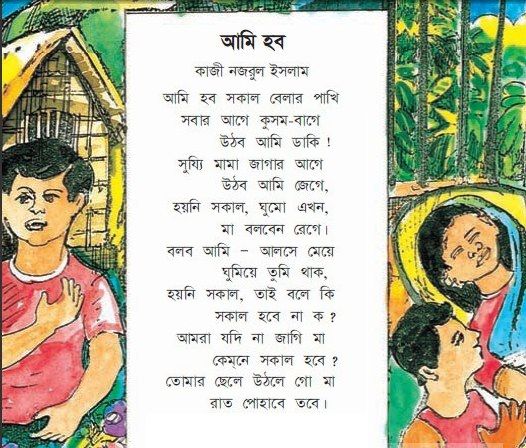 আমি হব
কাজী নজরুল ইসলাম
আমি হব সকাল বেলার পাখি
সবার আগে কুসম-বাগে
উঠব আমি ডাকি !
সুয্যি মামা জাগার আগে
উঠব আমি জেগে,
হয়নি সকাল, ঘুমো এখন,
মা বলবেন রেগে।
বলব আমি – আলসে মেয়ে
ঘুমিয়ে তুমি থাক,
হয়নি সকাল, তাই বলে কি
সকাল হবে না ক ?
আমরা যদি না জাগি মা
কেম্‌নে সকাল হবে ?
তোমার ছেলে উঠলে গো মা
রাত পোহাবে তবে।